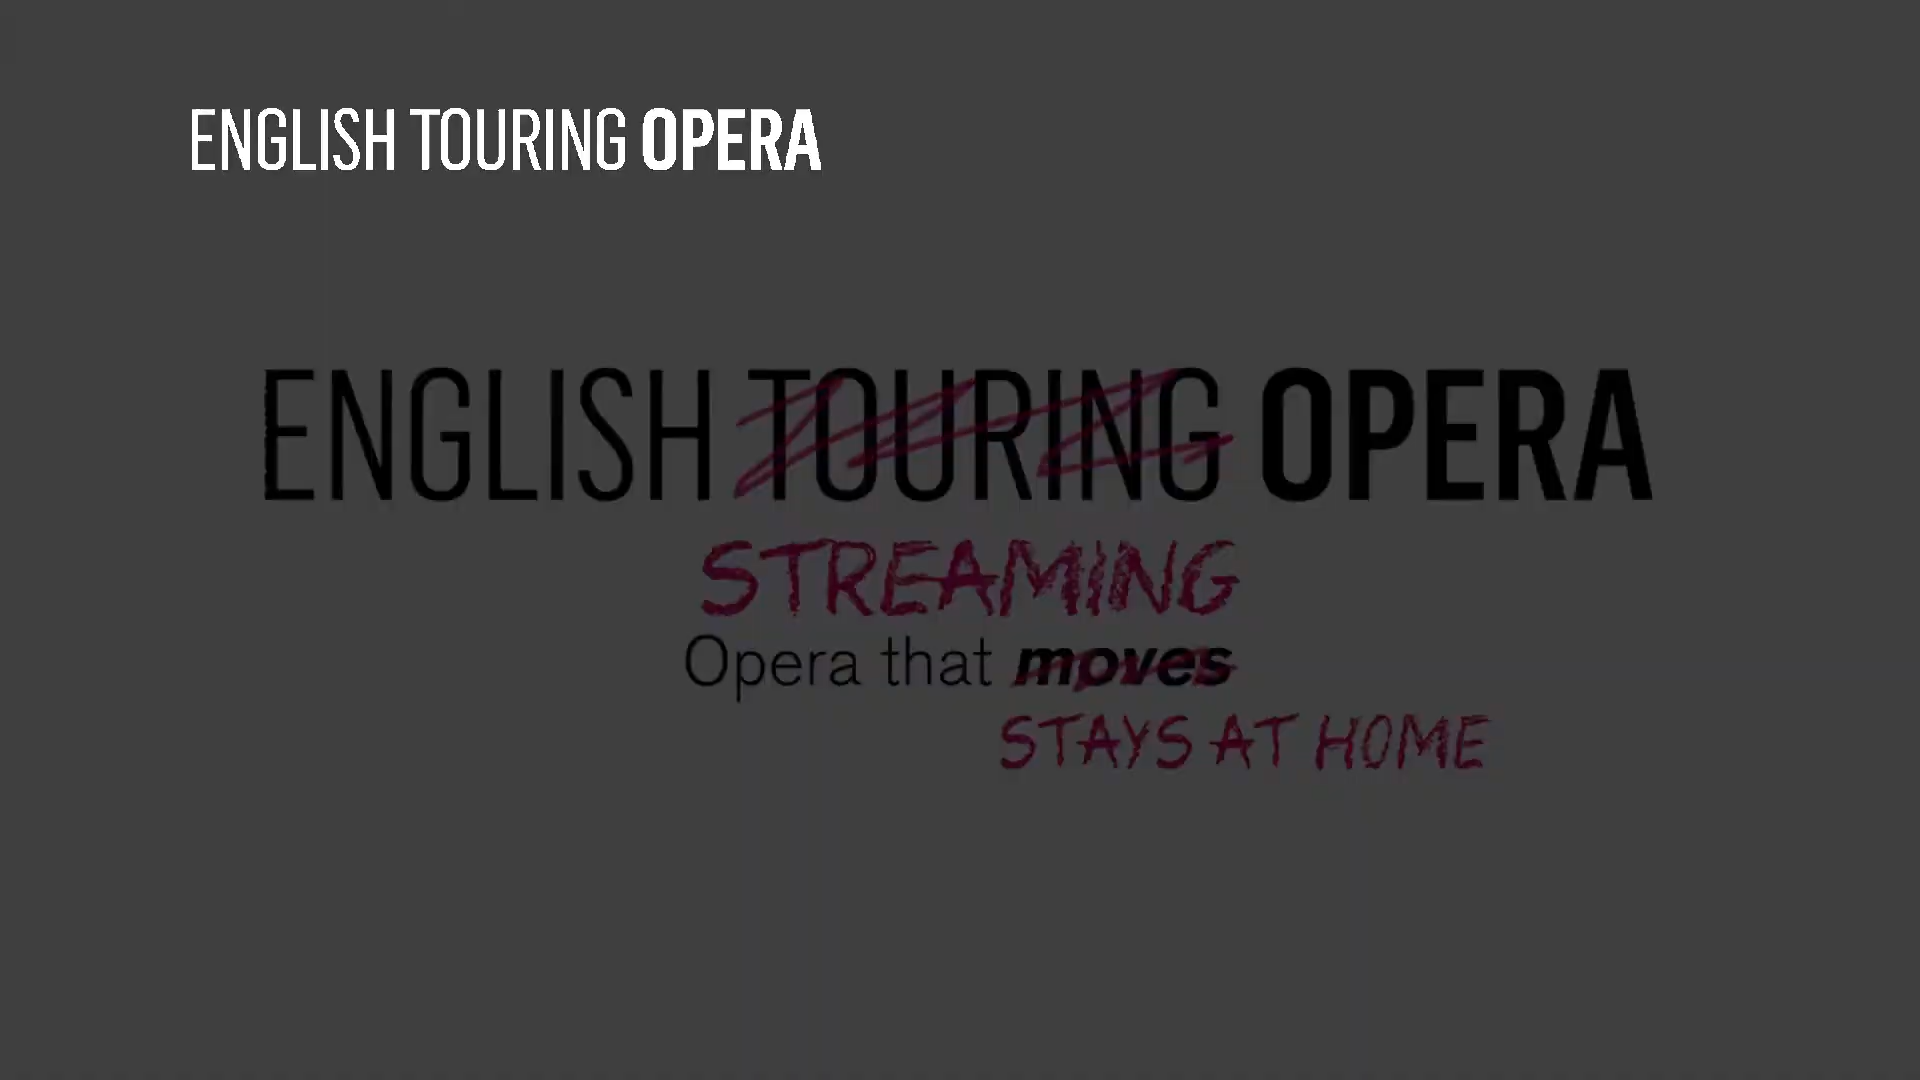 ENGLISH TOURING OPERA
ENGLISH TOURING OPERA
STREAMING
Opera that moves
STAYS AT HOME